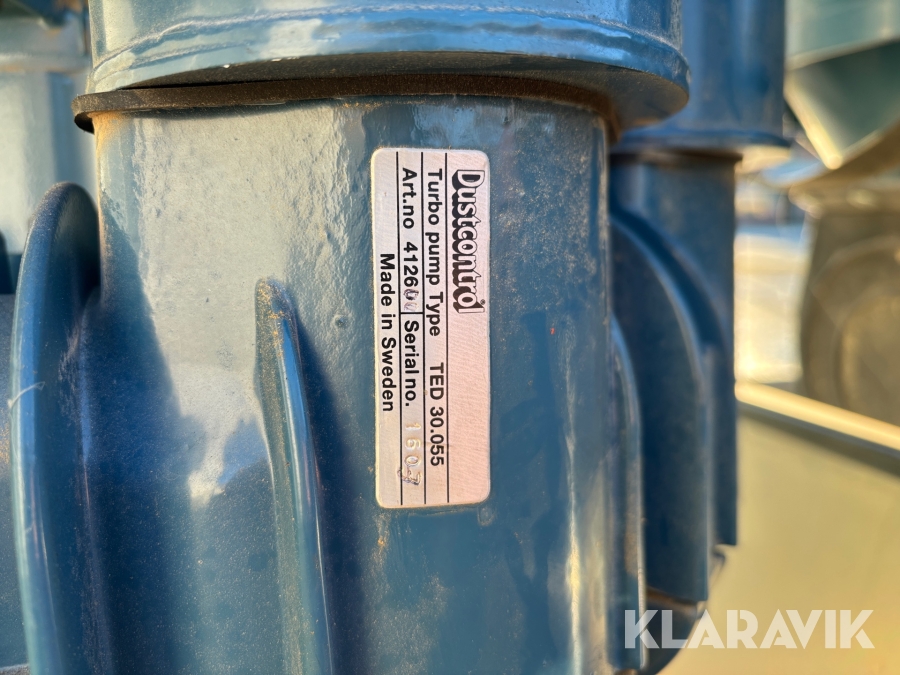 Dustcontrol
Turbo pump Type TED 30.055
Art.no Serial no.
Made in Sweden
KLARAVIK